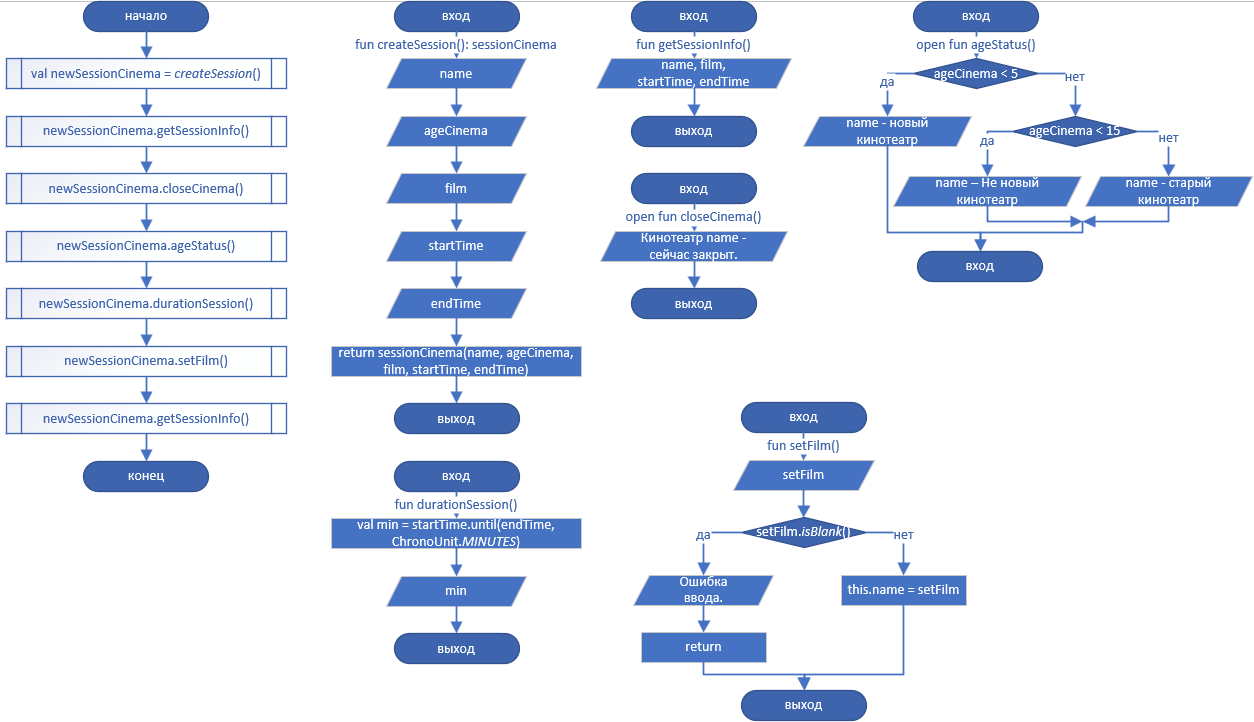 начало
val newSessionCinema = createSession()
newSessionCinema.getSessionInfo()
newSessionCinema.closeCinema()
newSessionCinema.ageStatus()
newSessionCinema.durationSession()
newSessionCinema.setFilm()
newSessionCinema.getSessionInfo()
конец
вход
fun createSession(): sessionCinema
name
ageCinema
film
startTime
endTime
return sessionCinema(name, ageCinema,
film, startTime, endTime)
выход
вход
fun durationSession()
val min = startTime.until(endTime,
ChronoUnit.MINUTES)
min
выход
вход
fun getSessionInfo()
name, film,
startTime, endTime
выход
вход
open fun closeCinema()
Кинотеатр name -
сейчас закрыт.
выход
вход
open fun ageStatus()
ageCinema < 5
да
нет
name - новый
кинотеатр
ageCinema < 15
да
нет
name – Не новый
кинотеатр
name - старый
кинотеатр
вход
вход
fun setFilm()
setFilm
setFilm.isBlank()
да
нет
Ошибка
ввода.
this.name = setFilm
return
выход